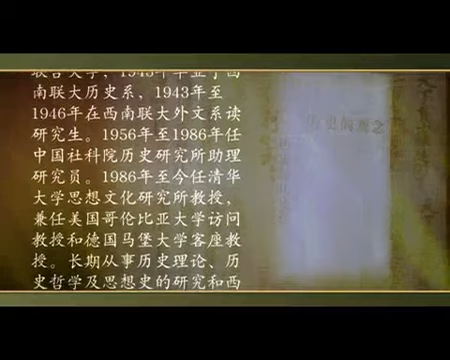 南联大历史系，1943年至
1946年在西南联大外文系读
研究生。1956年至1986年任
中国社科院历史研究所助理
研究员。1986年至今任清华
大学思想文化研究所教授，
兼任美国哥伦比亚大学访问
教授和德国马堡大学客座教
授。长期从事历史理论、历
史哲学及思想史的研究和西
历史的观念